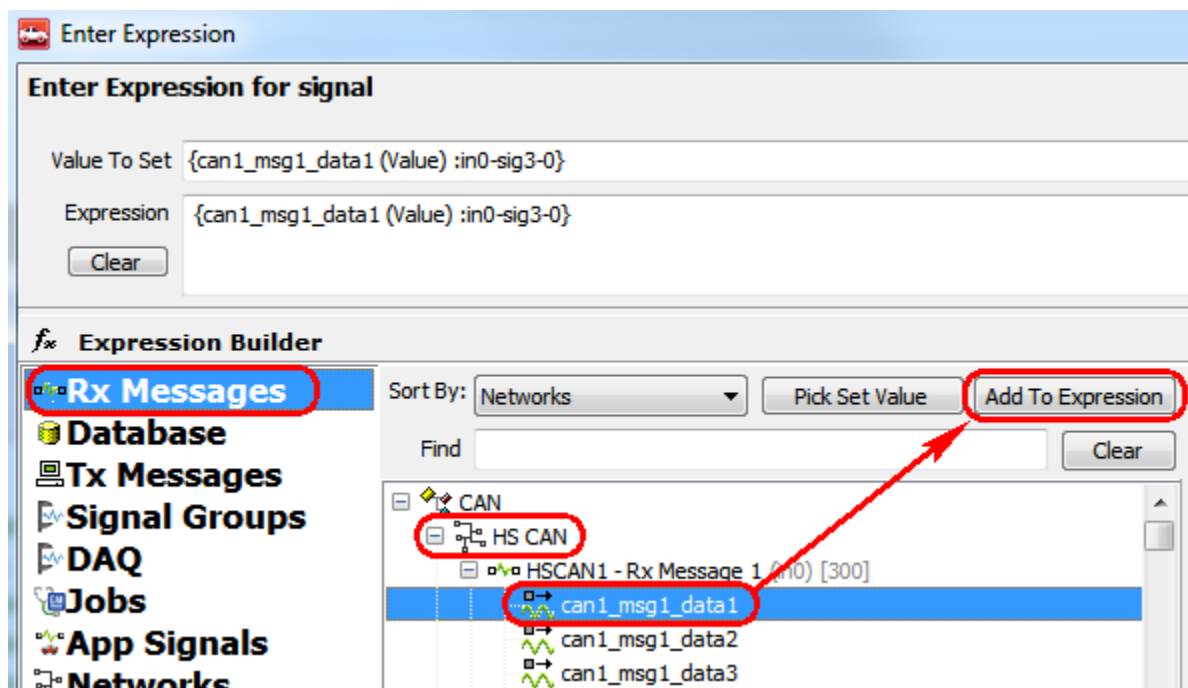 Enter Expression
Enter Expression for signal
Value To Set {can1_msg1_data1 (Value) :in0-sig3-0}
Expression {can1_msg1_data1 (Value) :in0-sig3-0}
Clear
fx Expression Builder
Rx Messages
Database
Tx Messages
Signal Groups
DAQ
Jobs
App Signals
Networks
Sort By: Networks Pick Set Value Add To Expression
Find Clear
CAN
HS CAN
HSCAN1 - Rx Message 1 (in0) [300]
can1_msg1_data1
can1_msg1_data2
can1_msg1_data3